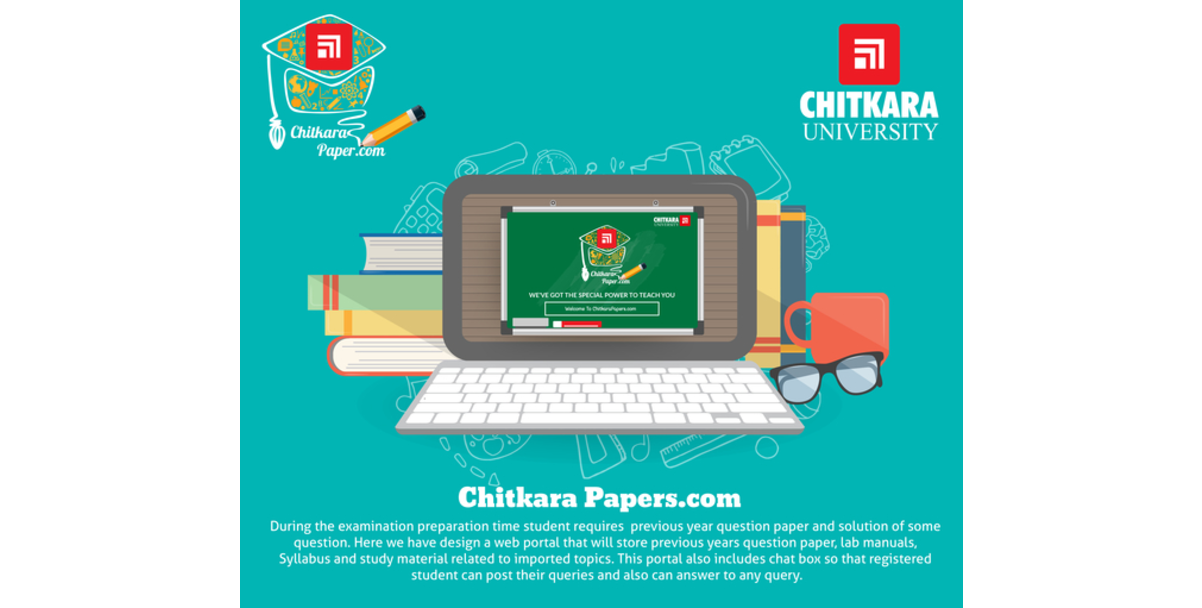 Chitkara
Paper.com
CHITKARA
UNIVERSITY
CHITKARA
UNIVERSITY
Chitkara
Paper.com
WE'VE GOT THE SPECIAL POWER TO TEACH YOU
Welcome To ChitkaraPapers.com
Chitkara Papers.com
During the examination preparation time student requires previous year question paper and solution of some
question. Here we have design a web portal that will store previous years question paper, lab manuals,
Syllabus and study material related to imported topics. This portal also includes chat box so that registered
student can post their queries and also can answer to any query.